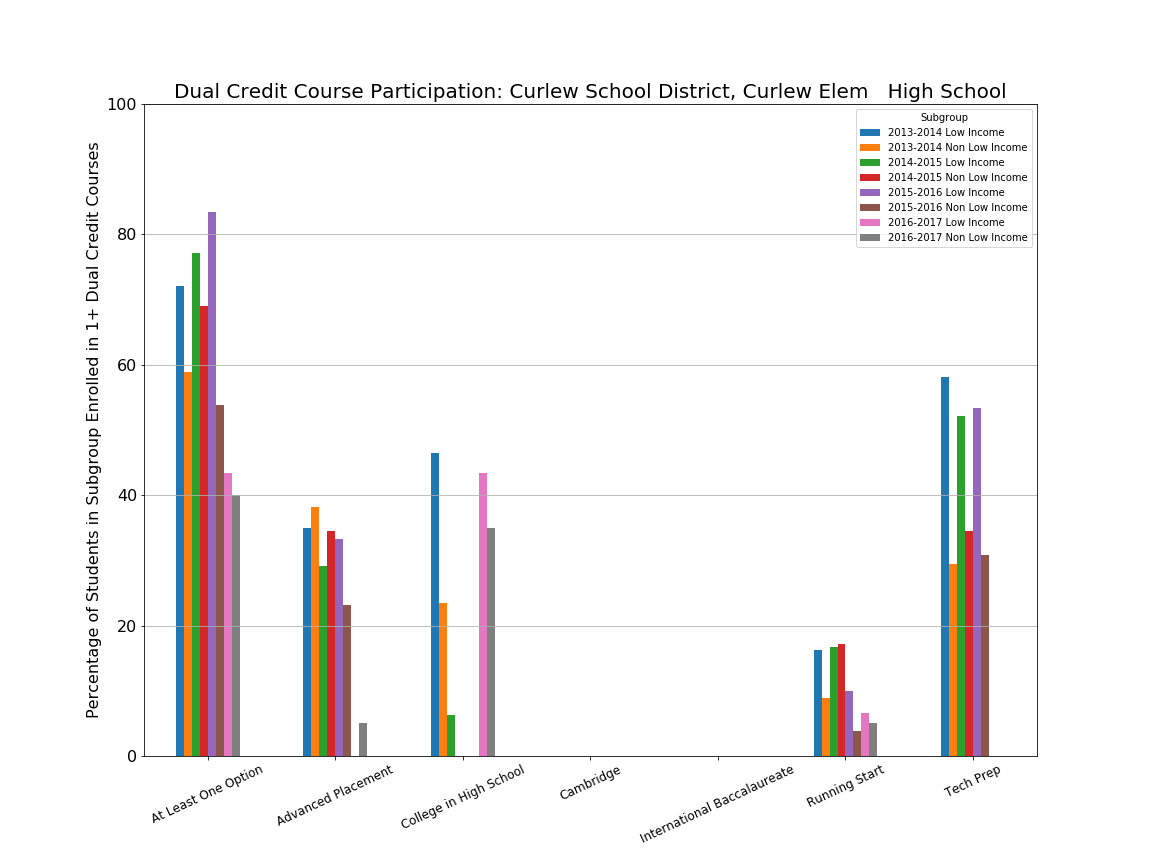 Dual Credit Course Participation: Curlew School District, Curlew Elem   High School
Percentage of Students in Subgroup Enrolled in 1+ Dual Credit Courses
100
80
60
40
20
0
Subgroup
2013-2014 Low Income
2013-2014 Non Low Income
2014-2015 Low Income
2014-2015 Non Low Income
2015-2016 Low Income
2015-2016 Non Low Income
2016-2017 Low Income
2016-2017 Non Low Income
At Least One Option
Advanced Placement
College in High School
Cambridge
International Baccalaureate
Running Start
Tech Prep